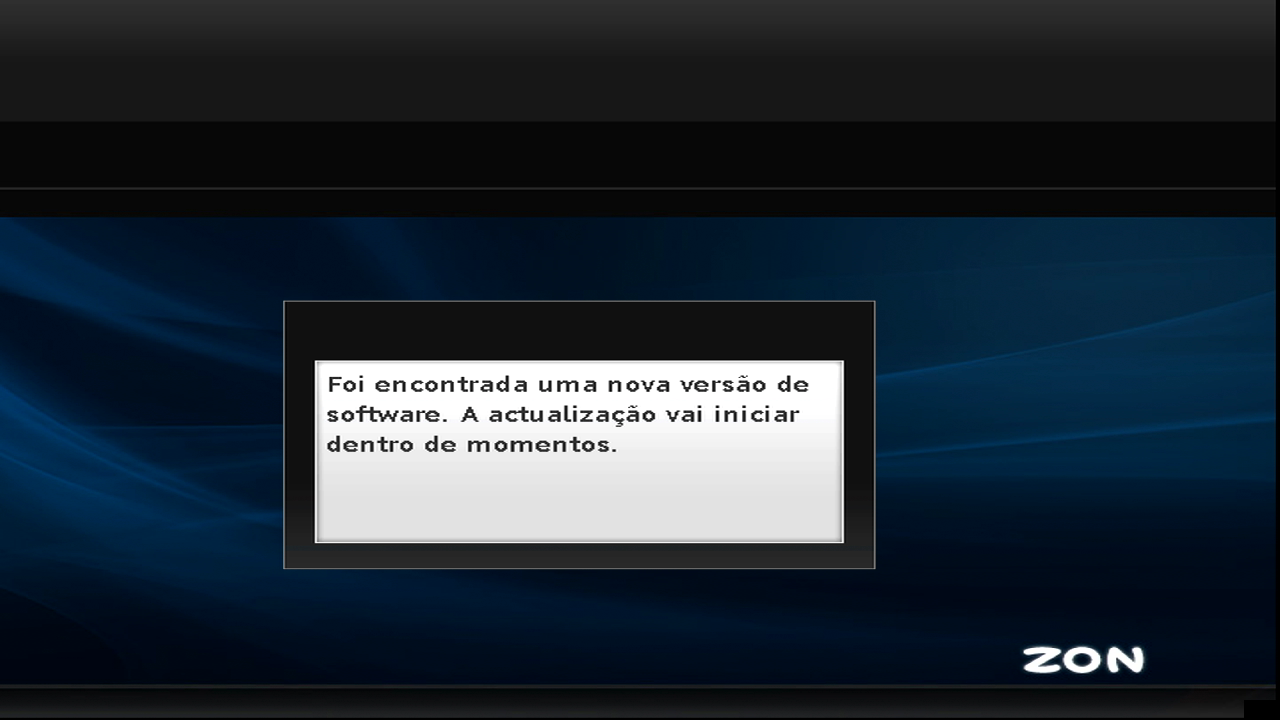 Foi encontrada uma nova versão de
software. A actualização vai iniciar
dentro de momentos.
ZON